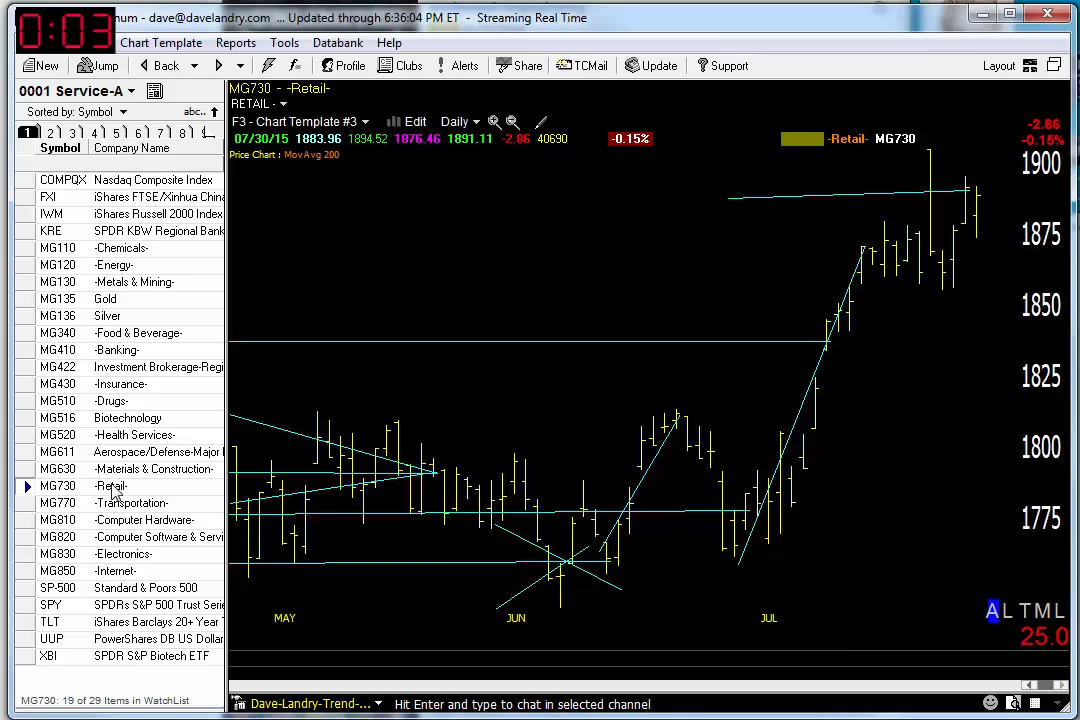 0:03
num - dave@davelandry.com ... Updated through 6:36:04 PM ET - Streaming Real Time
Chart Template Reports Tools Databank Help
New Jump Back Profile Clubs Alerts Share TCMail Update Support Layout
0001 Service-A
Sorted by: Symbol abc..
1 2 3 4 5 6 7 8
Symbol Company Name
COMPQX Nasdaq Composite Index
FXI iShares FTSE/Xinhua China
IWM iShares Russell 2000 Index
KRE SPDR KBW Regional Bank
MG110 -Chemicals-
MG120 -Energy-
MG130 -Metals & Mining-
MG135 Gold
MG136 Silver
MG340 -Food & Beverage-
MG410 -Banking-
MG422 Investment Brokerage-Regi
MG430 -Insurance-
MG510 -Drugs-
MG516 Biotechnology
MG520 -Health Services-
MG611 Aerospace/Defense-Major
MG630 -Materials & Construction-
MG730 -Retail-
MG770 -Transportation-
MG810 -Computer Hardware-
MG820 -Computer Software & Servi
MG830 -Electronics-
MG850 -Internet-
SP-500 Standard & Poors 500
SPY SPDRs S&P 500 Trust Serie
TLT iShares Barclays 20+ Year
UUP PowerShares DB US Dollar
XBI SPDR S&P Biotech ETF
MG730: 19 of 29 Items in WatchList
MG730 - -Retail-
RETAIL -
F3 - Chart Template #3 Edit Daily
07/30/15 1883.96 1894.52 1876.46 1891.11 -2.86 40690 -0.15% -Retail- MG730
Price Chart : MovAvg 200
-2.86
-0.15%
1900
1875
1850
1825
1800
1775
MAY JUN JUL
A L T M L
25.0
Dave-Landry-Trend-... Hit Enter and type to chat in selected channel